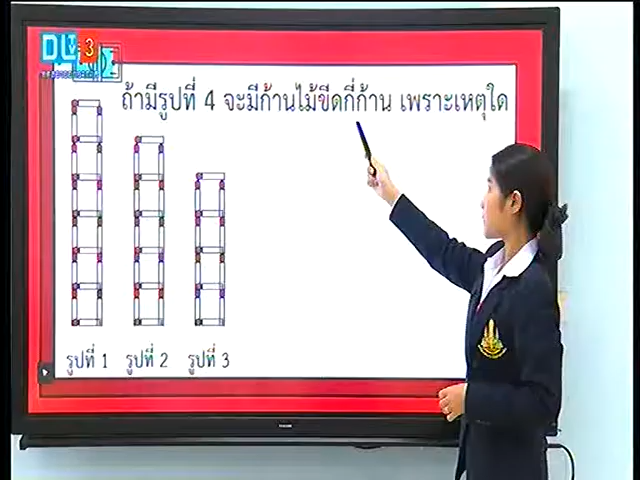 DLTV 3
ถ้ามีรูปที่ 4 จะมีก้านไม้ขีดกี่ก้าน เพราะเหตุใด
รูปที่ 1 รูปที่ 2 รูปที่ 3